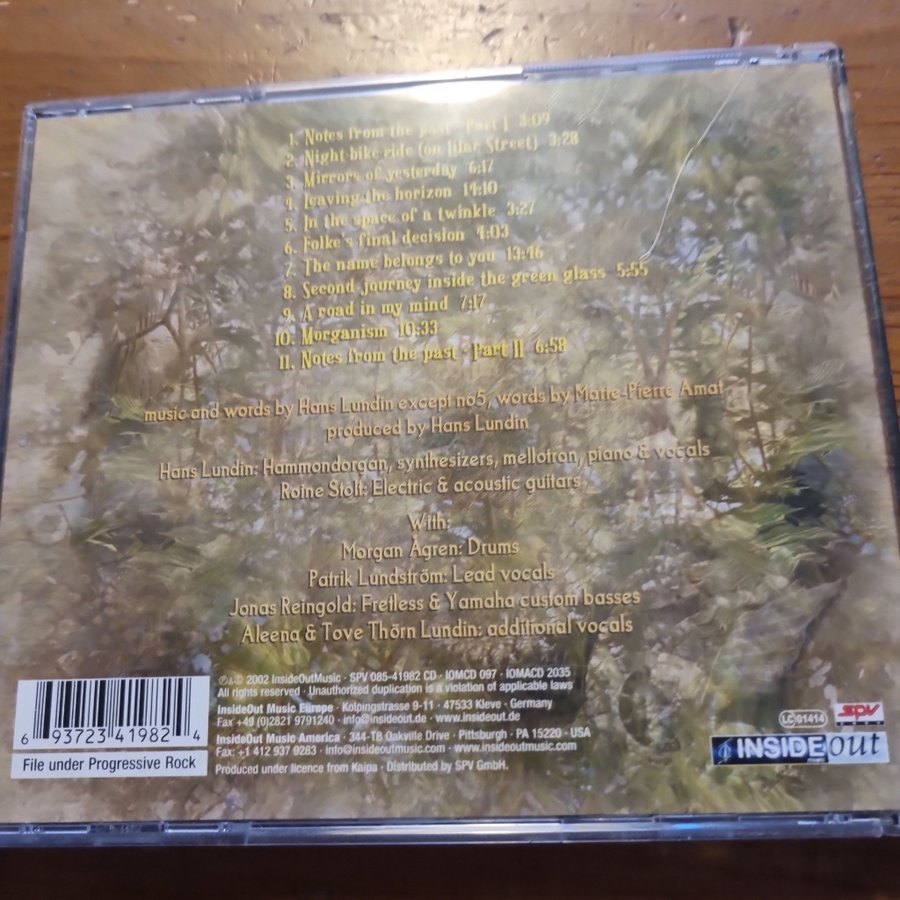 1. Notes from the past - Part I 3:09
2. Night-bike-ride (on Lilac Street) 3:28
3. Mirrors of yesterday 6:17
4. Leaving the horizon 14:10
5. In the space of a twinkle 3:27
6. Folke's final decision 4:03
7. The name belongs to you 13:46
8. Second journey inside the green glass 5:55
9. A road in my mind 7:17
10. Morganism 10:33
11. Notes from the past - Part II 6:58
music and words by Hans Lundin except no5, words by Marie-Pierre Amat
produced by Hans Lundin
Hans Lundin: Hammondorgan, synthesizers, mellotron, piano & vocals
Roine Stolt: Electric & acoustic guitars
With:
Morgan Ågren: Drums
Patrik Lundström: Lead vocals
Jonas Reingold: Fretless & Yamaha custom basses
Aleena & Tove Thörn Lundin: additional vocals
℗&© 2002 InsideOutMusic · SPV 085-41982 CD · IOMCD 097 · IOMACD 2035
All rights reserved · Unauthorized duplication is a violation of applicable laws
InsideOut Music Europe · Kolpingstrasse 9-11 · 47533 Kleve · Germany
Fax +49 (0)2821 9791240 · info@insideout.de · www.insideout.de
InsideOut Music America · 344-TB Oakville Drive · Pittsburgh · PA 15220 · USA
Fax: +1 412 937 9283 · info@insideoutmusic.com · www.insideoutmusic.com
Produced under licence from Kaipa · Distributed by SPV GmbH.
6 93723 41982 4
File under Progressive Rock
LC 01414
SPV
INSIDEOUT